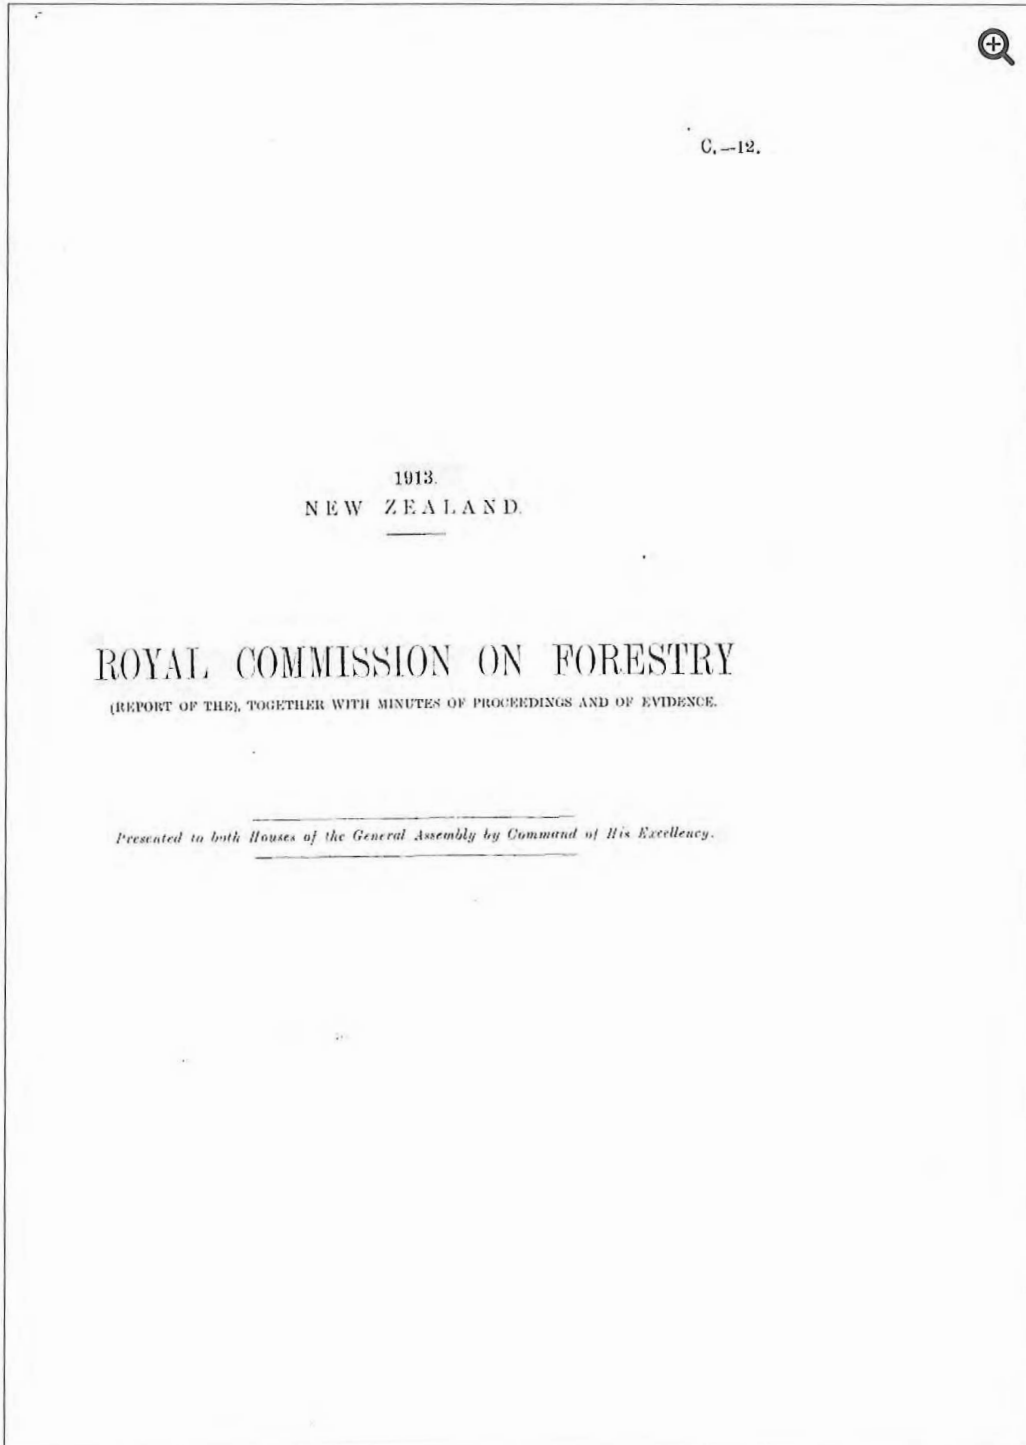 C.—12.
1913.
NEW ZEALAND.
ROYAL COMMISSION ON FORESTRY
(REPORT OF THE), TOGETHER WITH MINUTES OF PROCEEDINGS AND OF EVIDENCE.
Presented to both Houses of the General Assembly by Command of His Excellency.